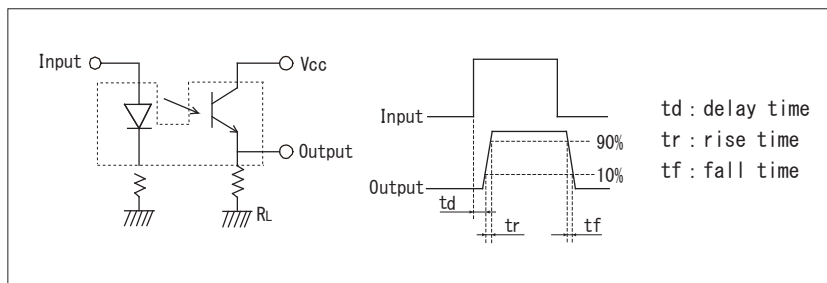 Input
Vcc
Output
RL
Input
Output
90%
10%
td
tr
tf
td : delay time
tr : rise time
tf : fall time